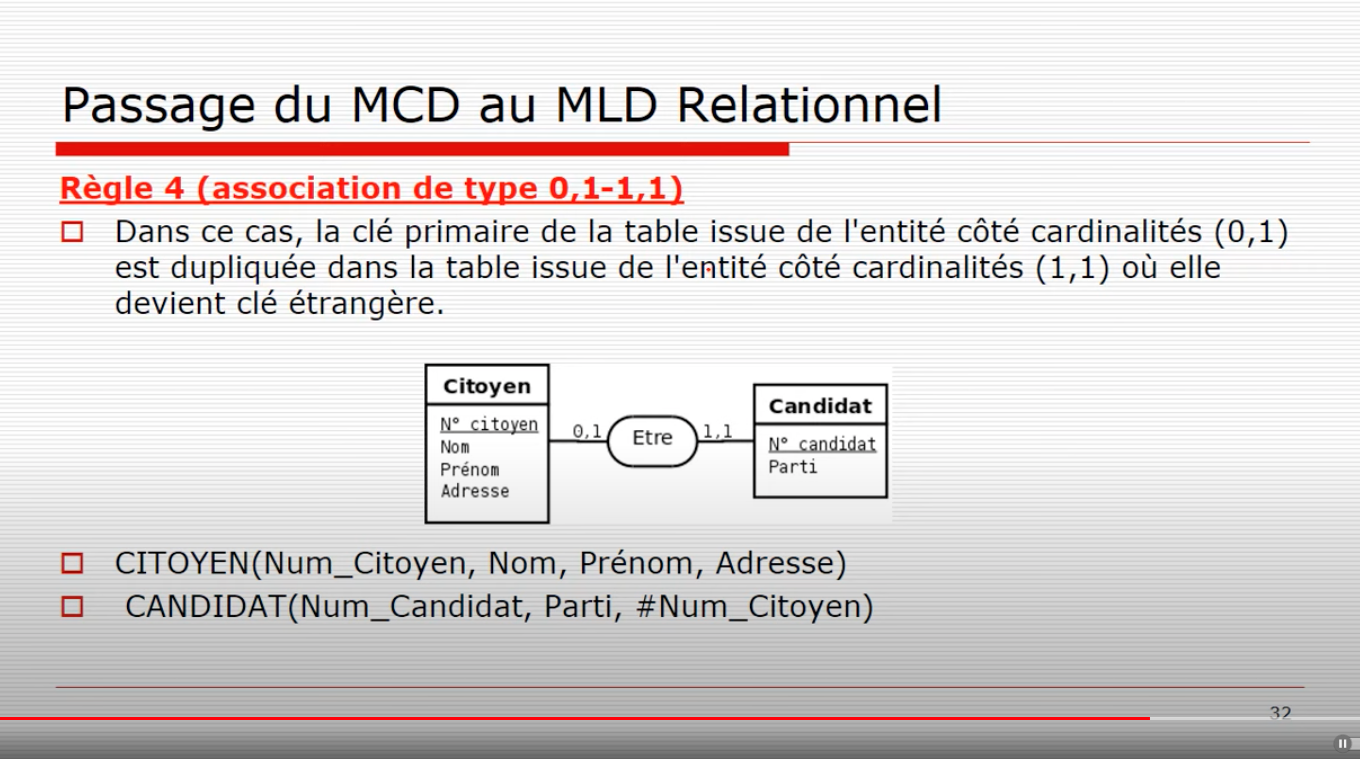 Passage du MCD au MLD Relationnel
Règle 4 (association de type 0,1-1,1)
Dans ce cas, la clé primaire de la table issue de l'entité côté cardinalités (0,1)
est dupliquée dans la table issue de l'entité côté cardinalités (1,1) où elle
devient clé étrangère.
Citoyen
N° citoyen
Nom
Prénom
Adresse
0,1
Etre
1,1
Candidat
N° candidat
Parti
CITOYEN(Num_Citoyen, Nom, Prénom, Adresse)
CANDIDAT(Num_Candidat, Parti, #Num_Citoyen)
32